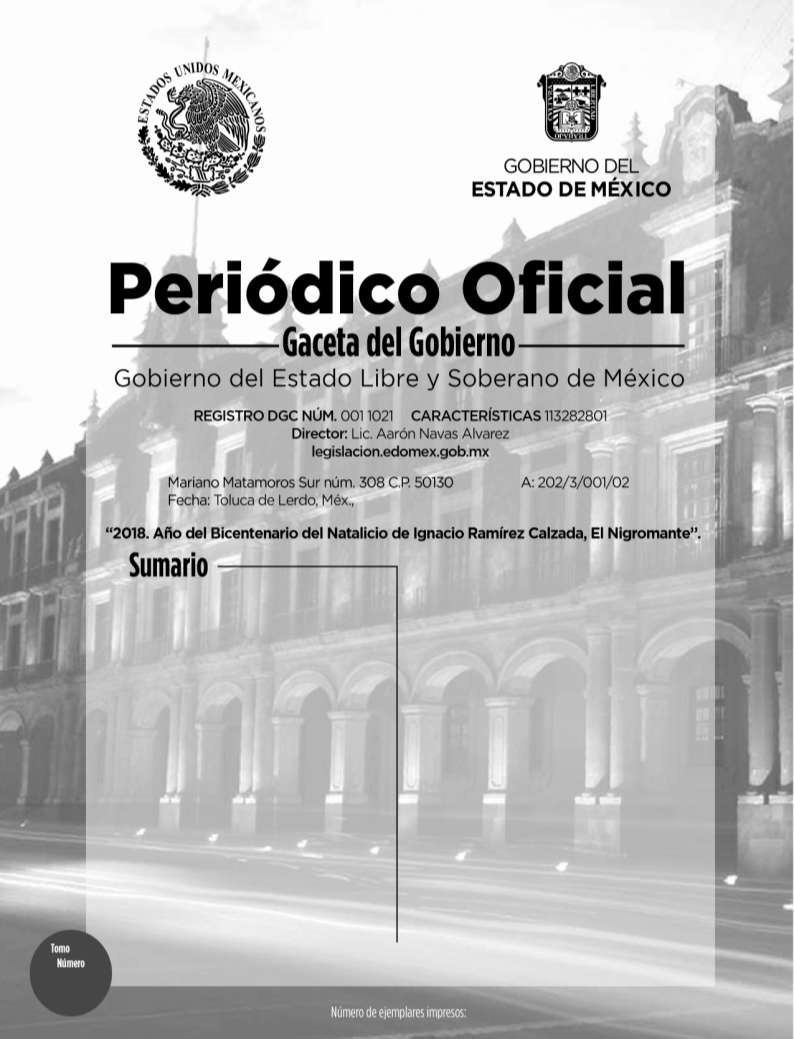 ESTADOS UNIDOS MEXICANOS
GOBIERNO DEL
ESTADO DE MÉXICO
Periódico Oficial
Gaceta del Gobierno
Gobierno del Estado Libre y Soberano de México
REGISTRO DGC NÚM. 001 1021 CARACTERÍSTICAS 113282801
Director: Lic. Aarón Navas Alvarez
legislacion.edomex.gob.mx
Mariano Matamoros Sur núm. 308 C.P. 50130 A: 202/3/001/02
Fecha: Toluca de Lerdo, Méx.,
“2018. Año del Bicentenario del Natalicio de Ignacio Ramírez Calzada, El Nigromante”.
Sumario
Tomo
Número
Número de ejemplares impresos: